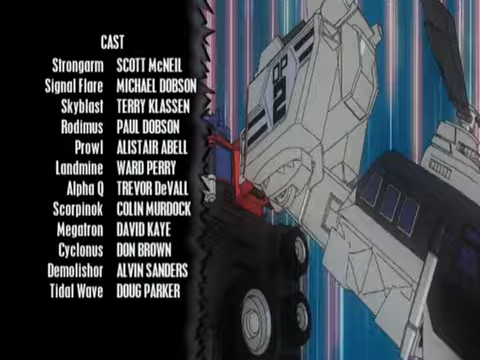 CAST
Strongarm SCOTT McNEIL
Signal Flare MICHAEL DOBSON
Skyblast TERRY KLASSEN
Rodimus PAUL DOBSON
Prowl ALISTAIR ABELL
Landmine WARD PERRY
Alpha Q TREVOR DeVALL
Scorpinok COLIN MURDOCK
Megatron DAVID KAYE
Cyclonus DON BROWN
Demolishor ALVIN SANDERS
Tidal Wave DOUG PARKER
OP